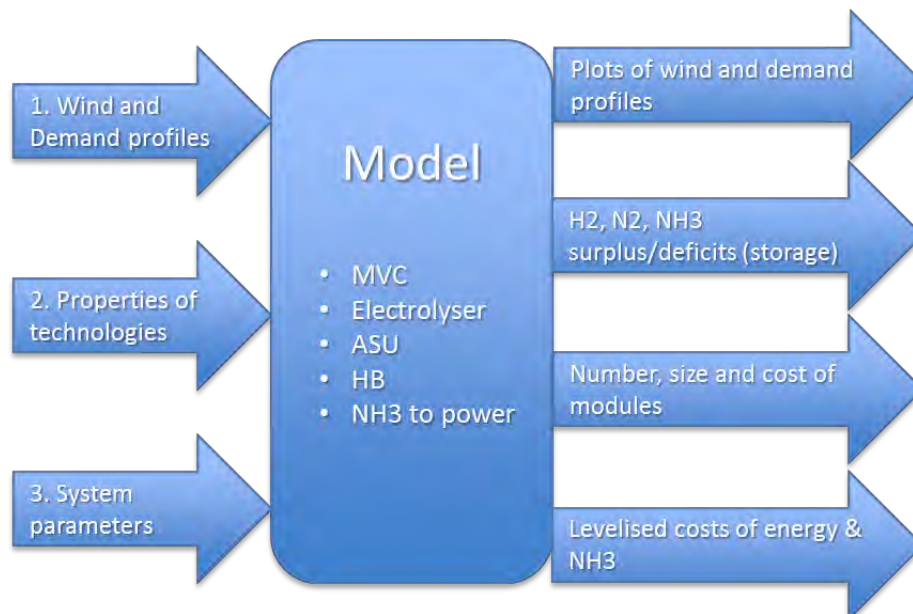 1. Wind and
Demand profiles
2. Properties of
technologies
3. System
parameters
Model
• MVC
• Electrolyser
• ASU
• HB
• NH3 to power
Plots of wind and demand
profiles
H2, N2, NH3
surplus/deficits (storage)
Number, size and cost of
modules
Levelised costs of energy &
NH3